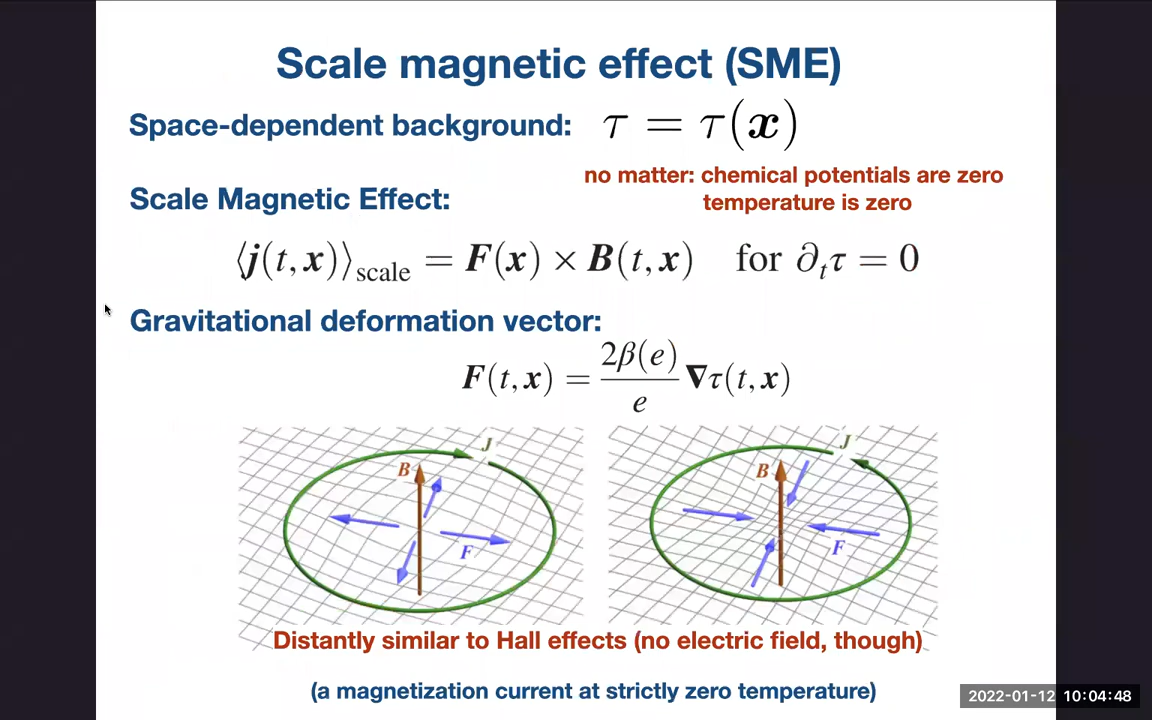 Scale magnetic effect (SME)
Space-dependent background: τ = τ(x)
no matter: chemical potentials are zero
temperature is zero
Scale Magnetic Effect:
⟨j(t, x)⟩scale = F(x) × B(t, x) for ∂tτ = 0
Gravitational deformation vector:
F(t, x) = 2β(e)/e ∇τ(t, x)
J
B
F
J
B
F
Distantly similar to Hall effects (no electric field, though)
(a magnetization current at strictly zero temperature)
2022-01-12 10:04:48